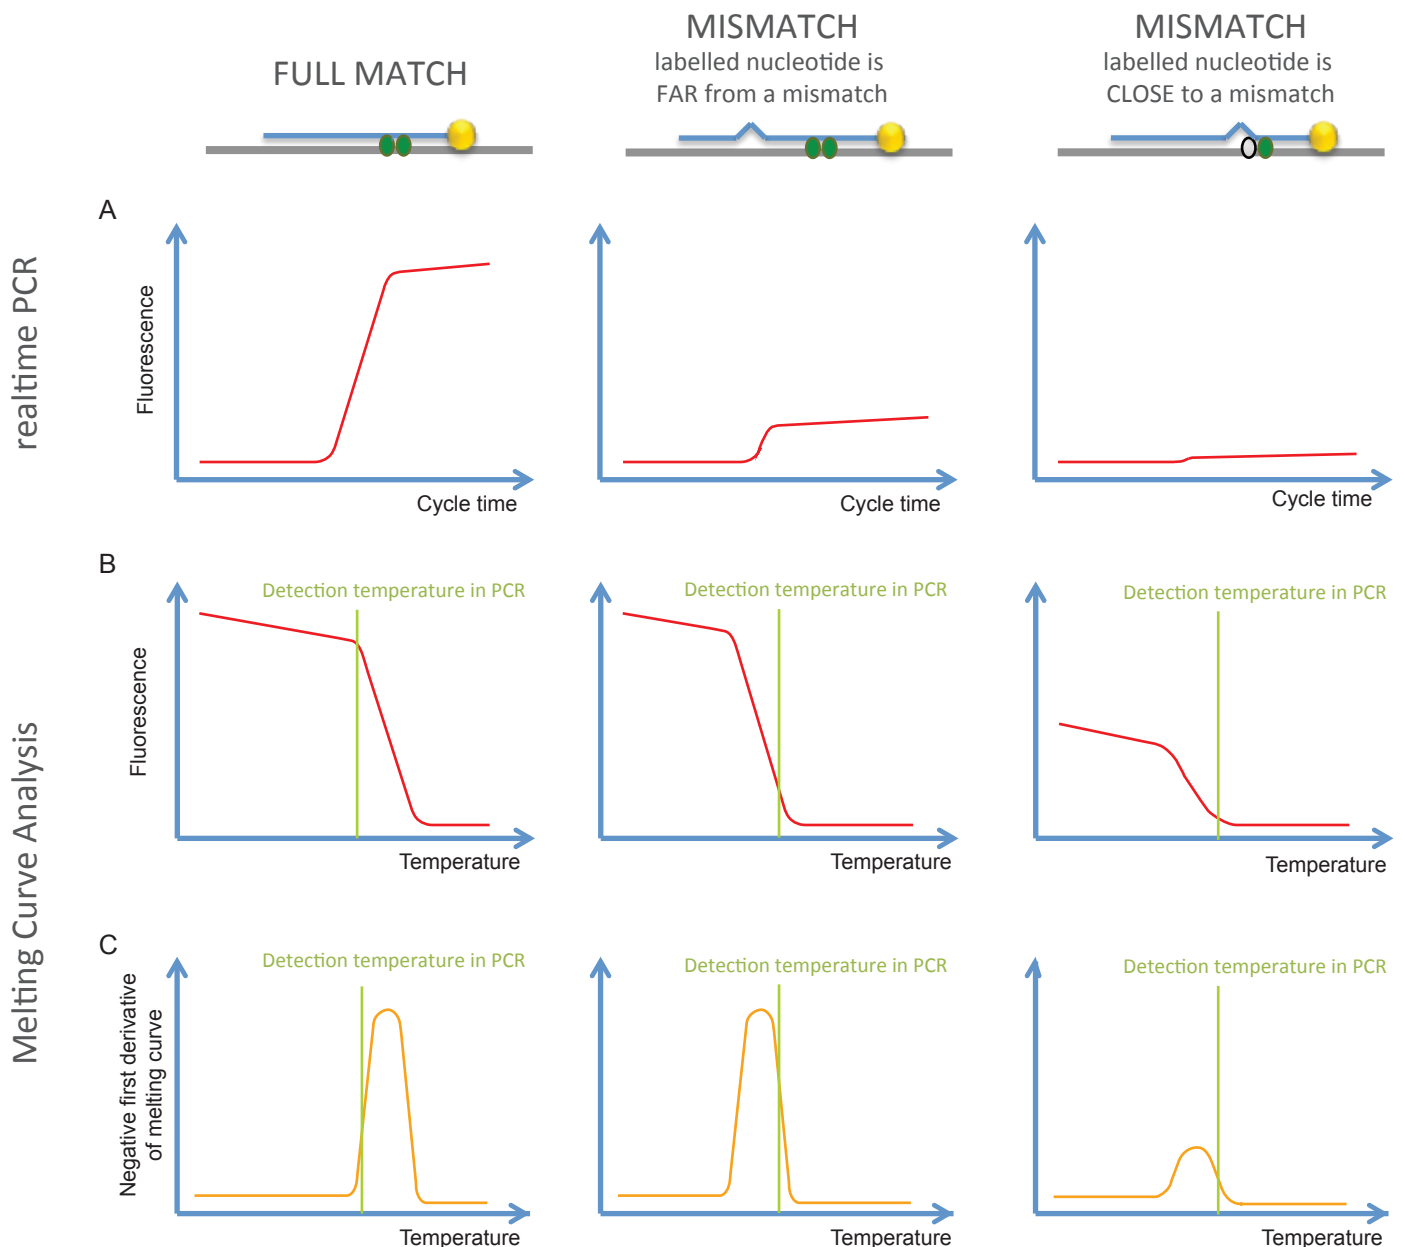 FULL MATCH
MISMATCH
labelled nucleotide is
FAR from a mismatch
MISMATCH
labelled nucleotide is
CLOSE to a mismatch
realtime PCR
A
Fluorescence
Cycle time
Cycle time
Cycle time
Melting Curve Analysis
B
Fluorescence
Detection temperature in PCR
Detection temperature in PCR
Detection temperature in PCR
Temperature
Temperature
Temperature
C
Negative first derivative
of melting curve
Detection temperature in PCR
Detection temperature in PCR
Detection temperature in PCR
Temperature
Temperature
Temperature